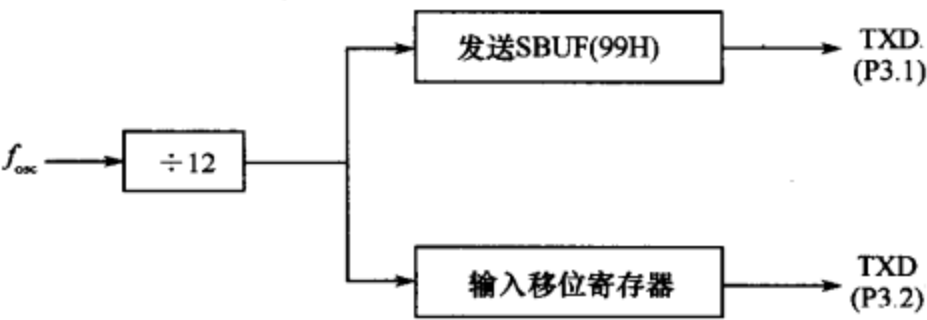 发送SBUF(99H)
TXD
(P3.1)
fosc
÷12
输入移位寄存器
TXD
(P3.2)